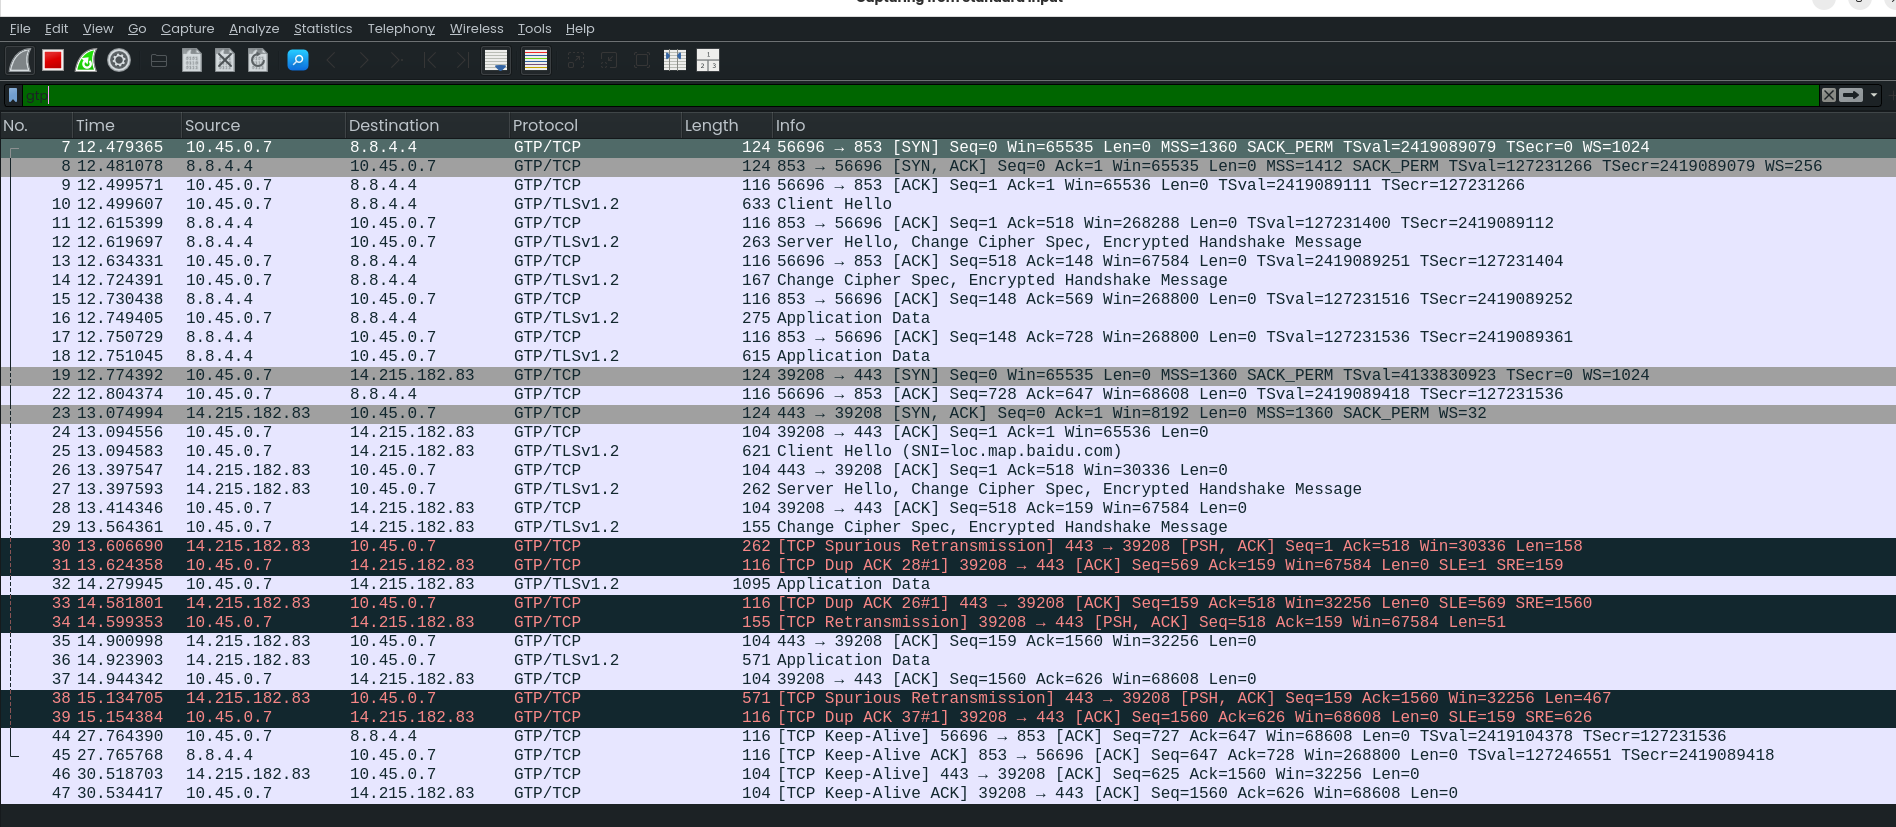 Capturing from standard input
File Edit View Go Capture Analyze Statistics Telephony Wireless Tools Help
gtp
No. Time Source Destination Protocol Length Info
7 12.479365 10.45.0.7 8.8.4.4 GTP/TCP 124 56696 → 853 [SYN] Seq=0 Win=65535 Len=0 MSS=1360 SACK_PERM TSval=2419089079 TSecr=0 WS=1024
8 12.481078 8.8.4.4 10.45.0.7 GTP/TCP 124 853 → 56696 [SYN, ACK] Seq=0 Ack=1 Win=65535 Len=0 MSS=1412 SACK_PERM TSval=127231266 TSecr=2419089079 WS=256
9 12.499571 10.45.0.7 8.8.4.4 GTP/TCP 116 56696 → 853 [ACK] Seq=1 Ack=1 Win=65536 Len=0 TSval=2419089111 TSecr=127231266
10 12.499607 10.45.0.7 8.8.4.4 GTP/TLSv1.2 633 Client Hello
11 12.615399 8.8.4.4 10.45.0.7 GTP/TCP 116 853 → 56696 [ACK] Seq=1 Ack=518 Win=268288 Len=0 TSval=127231400 TSecr=2419089112
12 12.619697 8.8.4.4 10.45.0.7 GTP/TLSv1.2 263 Server Hello, Change Cipher Spec, Encrypted Handshake Message
13 12.634331 10.45.0.7 8.8.4.4 GTP/TCP 116 56696 → 853 [ACK] Seq=518 Ack=148 Win=67584 Len=0 TSval=2419089251 TSecr=127231404
14 12.724391 10.45.0.7 8.8.4.4 GTP/TLSv1.2 167 Change Cipher Spec, Encrypted Handshake Message
15 12.730438 8.8.4.4 10.45.0.7 GTP/TCP 116 853 → 56696 [ACK] Seq=148 Ack=569 Win=268800 Len=0 TSval=127231516 TSecr=2419089252
16 12.749405 10.45.0.7 8.8.4.4 GTP/TLSv1.2 275 Application Data
17 12.750729 8.8.4.4 10.45.0.7 GTP/TCP 116 853 → 56696 [ACK] Seq=148 Ack=728 Win=268800 Len=0 TSval=127231536 TSecr=2419089361
18 12.751045 8.8.4.4 10.45.0.7 GTP/TLSv1.2 615 Application Data
19 12.774392 10.45.0.7 14.215.182.83 GTP/TCP 124 39208 → 443 [SYN] Seq=0 Win=65535 Len=0 MSS=1360 SACK_PERM TSval=4133830923 TSecr=0 WS=1024
22 12.804374 10.45.0.7 8.8.4.4 GTP/TCP 116 56696 → 853 [ACK] Seq=728 Ack=647 Win=68608 Len=0 TSval=2419089418 TSecr=127231536
23 13.074994 14.215.182.83 10.45.0.7 GTP/TCP 124 443 → 39208 [SYN, ACK] Seq=0 Ack=1 Win=8192 Len=0 MSS=1360 SACK_PERM WS=32
24 13.094556 10.45.0.7 14.215.182.83 GTP/TCP 104 39208 → 443 [ACK] Seq=1 Ack=1 Win=65536 Len=0
25 13.094583 10.45.0.7 14.215.182.83 GTP/TLSv1.2 621 Client Hello (SNI=loc.map.baidu.com)
26 13.397547 14.215.182.83 10.45.0.7 GTP/TCP 104 443 → 39208 [ACK] Seq=1 Ack=518 Win=30336 Len=0
27 13.397593 14.215.182.83 10.45.0.7 GTP/TLSv1.2 262 Server Hello, Change Cipher Spec, Encrypted Handshake Message
28 13.414346 10.45.0.7 14.215.182.83 GTP/TCP 104 39208 → 443 [ACK] Seq=518 Ack=159 Win=67584 Len=0
29 13.564361 10.45.0.7 14.215.182.83 GTP/TLSv1.2 155 Change Cipher Spec, Encrypted Handshake Message
30 13.606690 14.215.182.83 10.45.0.7 GTP/TCP 262 [TCP Spurious Retransmission] 443 → 39208 [PSH, ACK] Seq=1 Ack=518 Win=30336 Len=158
31 13.624358 10.45.0.7 14.215.182.83 GTP/TCP 116 [TCP Dup ACK 28#1] 39208 → 443 [ACK] Seq=569 Ack=159 Win=67584 Len=0 SLE=1 SRE=159
32 14.279945 10.45.0.7 14.215.182.83 GTP/TLSv1.2 1095 Application Data
33 14.581801 14.215.182.83 10.45.0.7 GTP/TCP 116 [TCP Dup ACK 26#1] 443 → 39208 [ACK] Seq=159 Ack=518 Win=32256 Len=0 SLE=569 SRE=1560
34 14.599353 10.45.0.7 14.215.182.83 GTP/TCP 155 [TCP Retransmission] 39208 → 443 [PSH, ACK] Seq=518 Ack=159 Win=67584 Len=51
35 14.900998 14.215.182.83 10.45.0.7 GTP/TCP 104 443 → 39208 [ACK] Seq=159 Ack=1560 Win=32256 Len=0
36 14.923903 14.215.182.83 10.45.0.7 GTP/TLSv1.2 571 Application Data
37 14.944342 10.45.0.7 14.215.182.83 GTP/TCP 104 39208 → 443 [ACK] Seq=1560 Ack=626 Win=68608 Len=0
38 15.134705 14.215.182.83 10.45.0.7 GTP/TCP 571 [TCP Spurious Retransmission] 443 → 39208 [PSH, ACK] Seq=159 Ack=1560 Win=32256 Len=467
39 15.154384 10.45.0.7 14.215.182.83 GTP/TCP 116 [TCP Dup ACK 37#1] 39208 → 443 [ACK] Seq=1560 Ack=626 Win=68608 Len=0 SLE=159 SRE=626
44 27.764390 10.45.0.7 8.8.4.4 GTP/TCP 116 [TCP Keep-Alive] 56696 → 853 [ACK] Seq=727 Ack=647 Win=68608 Len=0 TSval=2419104378 TSecr=127231536
45 27.765768 8.8.4.4 10.45.0.7 GTP/TCP 116 [TCP Keep-Alive ACK] 853 → 56696 [ACK] Seq=647 Ack=728 Win=268800 Len=0 TSval=127246551 TSecr=2419089418
46 30.518703 14.215.182.83 10.45.0.7 GTP/TCP 104 [TCP Keep-Alive] 443 → 39208 [ACK] Seq=625 Ack=1560 Win=32256 Len=0
47 30.534417 10.45.0.7 14.215.182.83 GTP/TCP 104 [TCP Keep-Alive ACK] 39208 → 443 [ACK] Seq=1560 Ack=626 Win=68608 Len=0